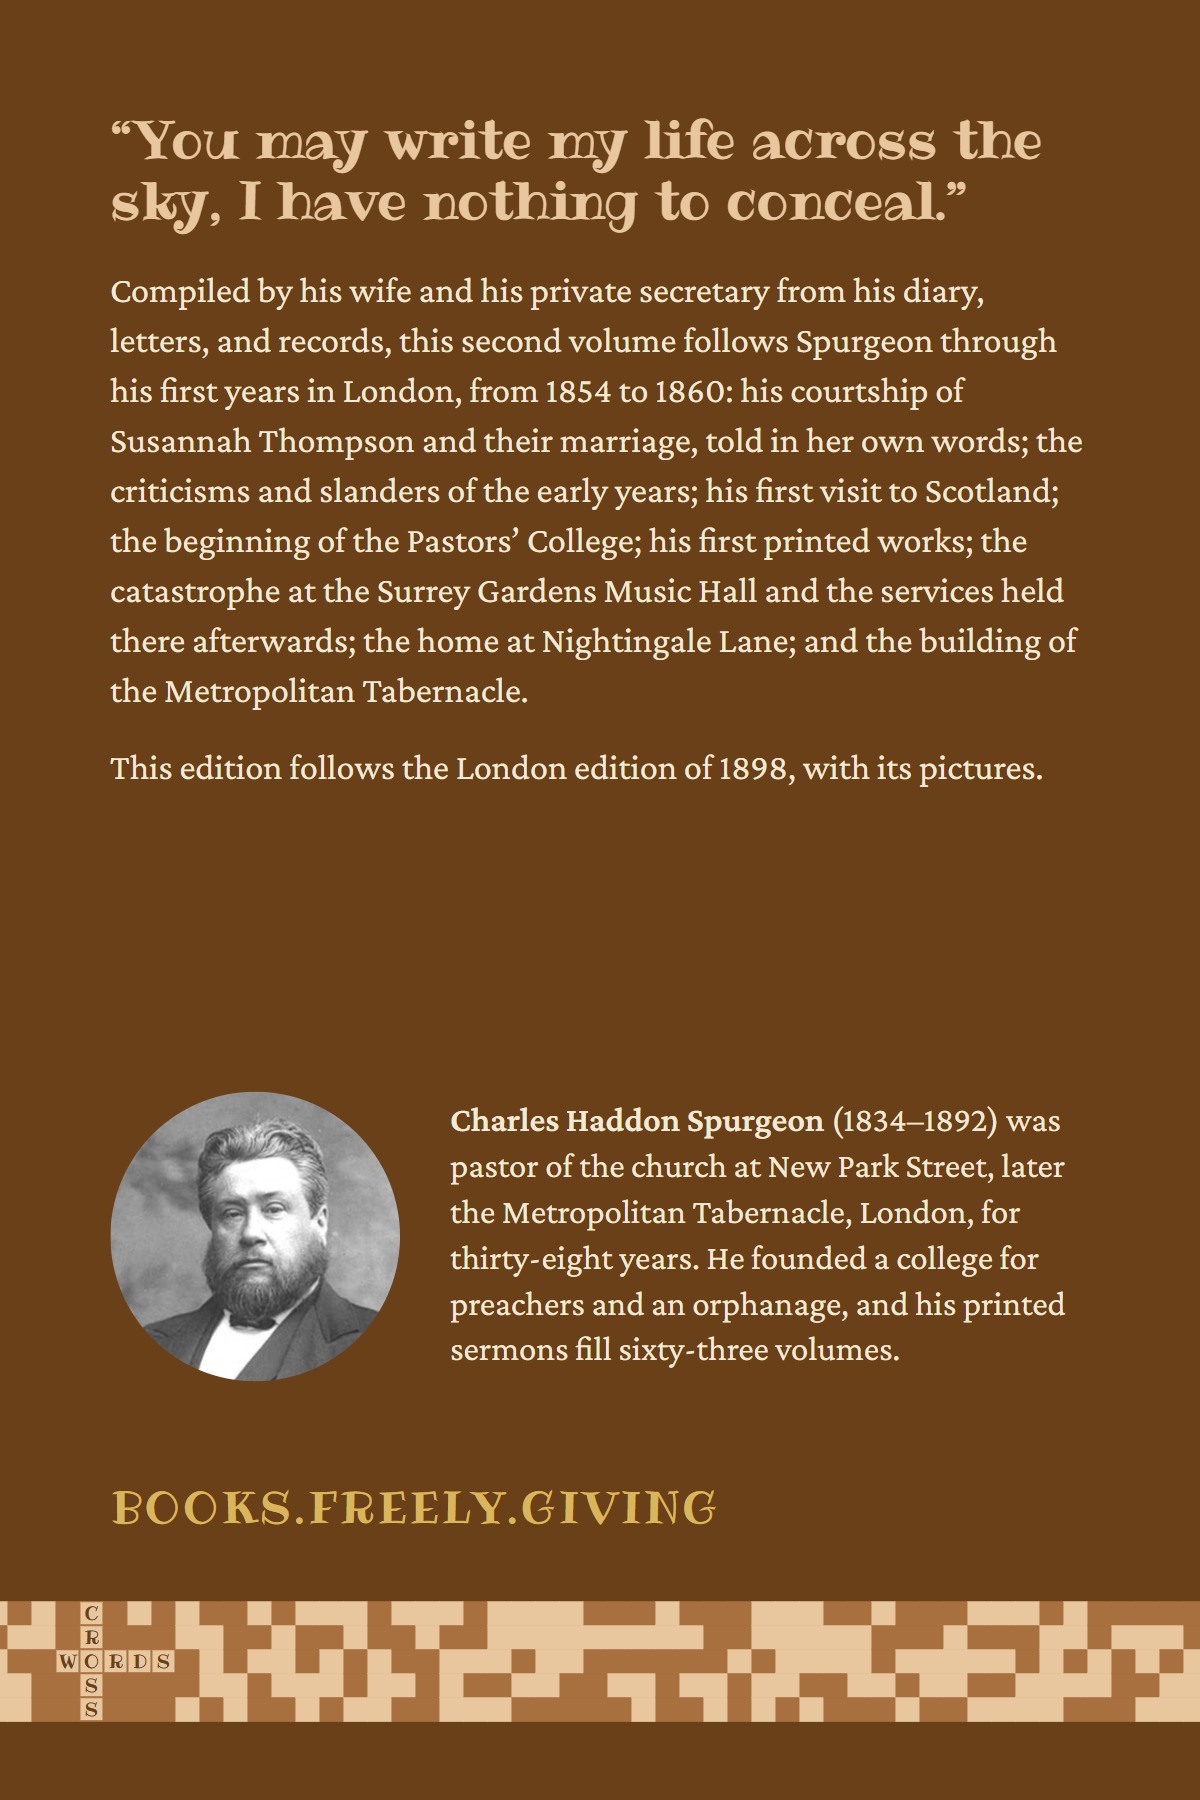 “You may write my life across the
sky, I have nothing to conceal.”
Compiled by his wife and his private secretary from his diary,
letters, and records, this second volume follows Spurgeon through
his first years in London, from 1854 to 1860: his courtship of
Susannah Thompson and their marriage, told in her own words; the
criticisms and slanders of the early years; his first visit to Scotland;
the beginning of the Pastors’ College; his first printed works; the
catastrophe at the Surrey Gardens Music Hall and the services held
there afterwards; the home at Nightingale Lane; and the building of
the Metropolitan Tabernacle.
This edition follows the London edition of 1898, with its pictures.
Charles Haddon Spurgeon (1834–1892) was
pastor of the church at New Park Street, later
the Metropolitan Tabernacle, London, for
thirty-eight years. He founded a college for
preachers and an orphanage, and his printed
sermons fill sixty-three volumes.
BOOKS.FREELY.GIVING
C
R
WORDS
S
S